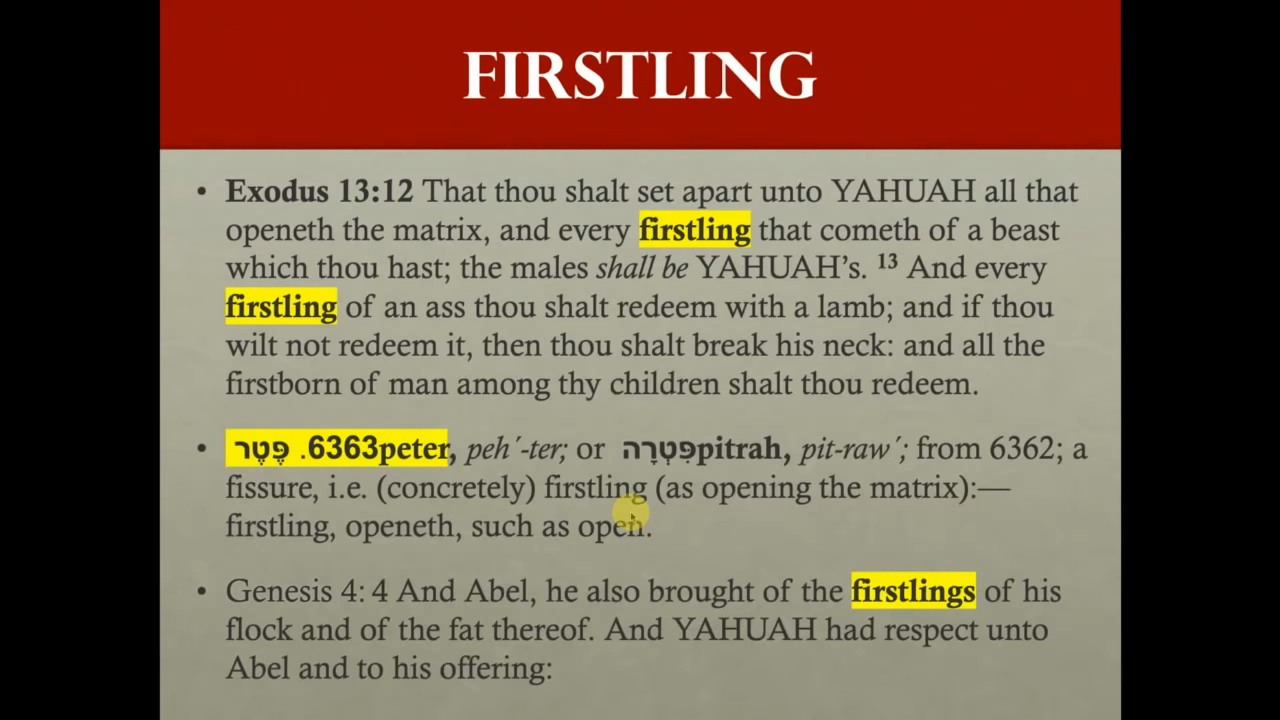 FIRSTLING
• Exodus 13:12 That thou shalt set apart unto YAHUAH all that
openeth the matrix, and every firstling that cometh of a beast
which thou hast; the males shall be YAHUAH’s. ¹³ And every
firstling of an ass thou shalt redeem with a lamb; and if thou
wilt not redeem it, then thou shalt break his neck: and all the
firstborn of man among thy children shalt thou redeem.
• פֶּטֶר .6363peter, peh´-ter; or פִּטְרָהpitrah, pit-raw´; from 6362; a
fissure, i.e. (concretely) firstling (as opening the matrix):—
firstling, openeth, such as open.
• Genesis 4: 4 And Abel, he also brought of the firstlings of his
flock and of the fat thereof. And YAHUAH had respect unto
Abel and to his offering: